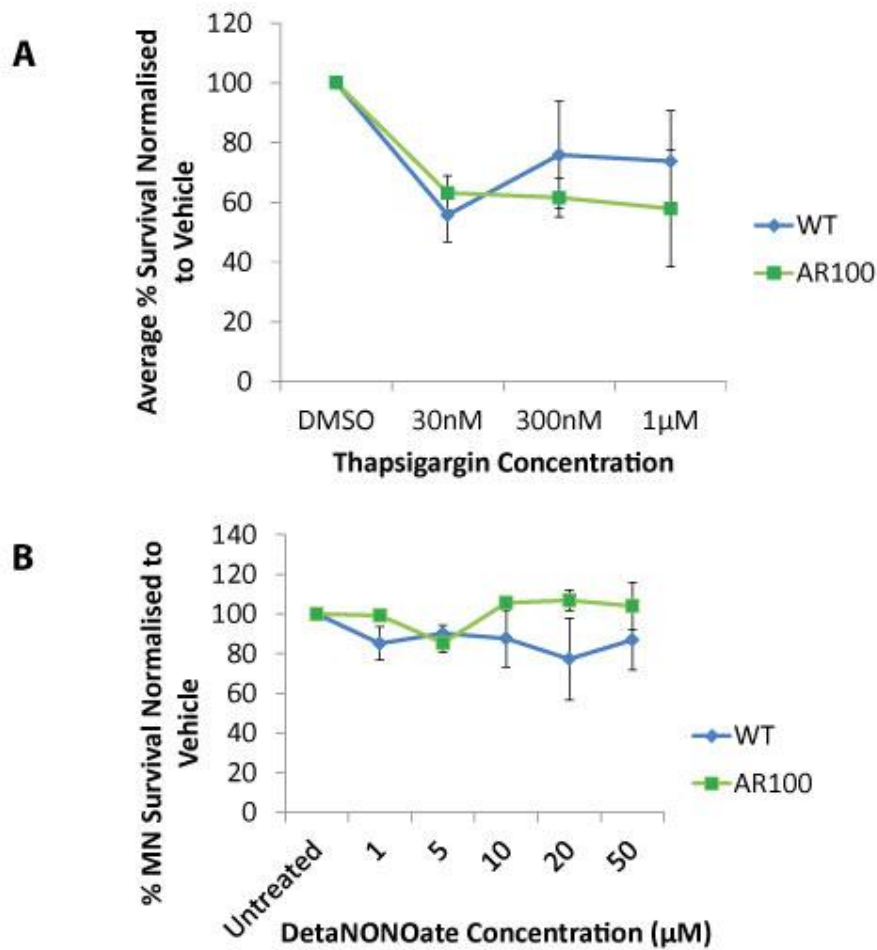 A
Average % Survival Normalised
to Vehicle
120
100
80
60
40
20
0
DMSO 30nM 300nM 1µM
Thapsigargin Concentration
WT
AR100
B
% MN Survival Normalised to
Vehicle
140
120
100
80
60
40
20
0
Untreated 1 5 10 20 50
DetaNONOate Concentration (µM)
WT
AR100